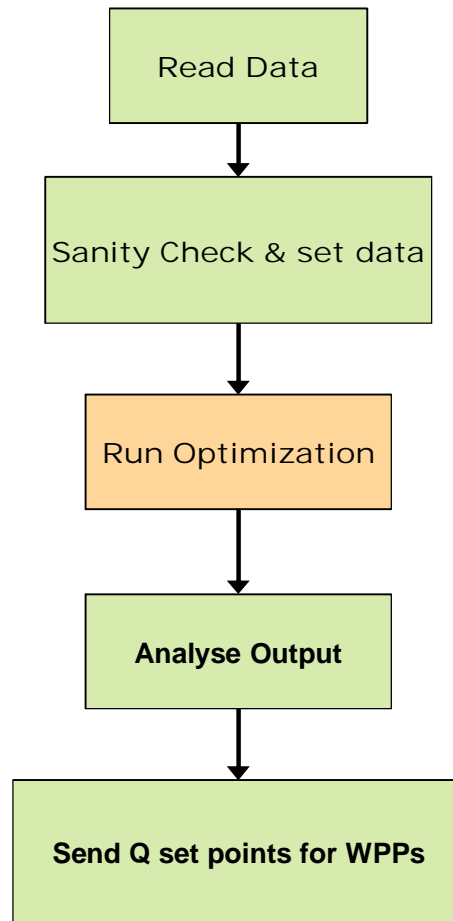 Read Data
Sanity Check & set data
Run Optimization
Analyse Output
Send Q set points for WPPs